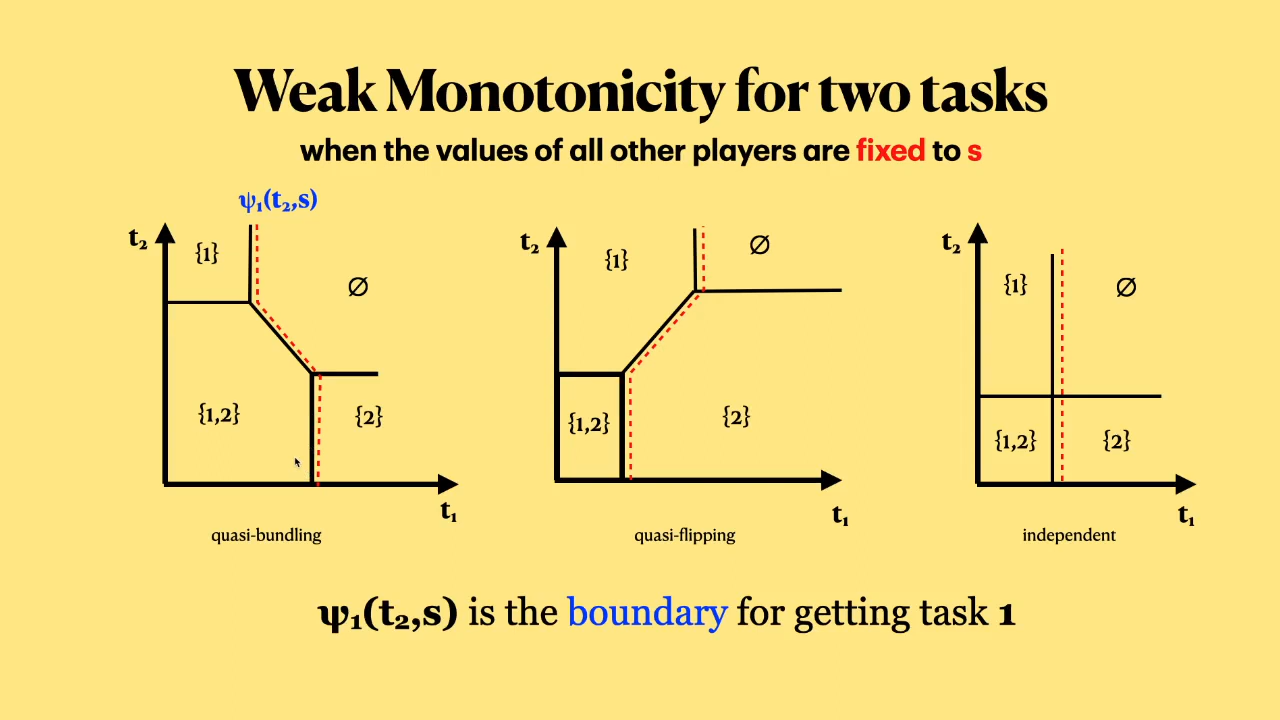 Weak Monotonicity for two tasks
when the values of all other players are fixed to s
ψ₁(t₂,s)
t₂
{1}
∅
{1,2}
{2}
t₁
quasi-bundling
t₂
{1}
∅
{1,2}
{2}
t₁
quasi-flipping
t₂
{1}
∅
{1,2}
{2}
t₁
independent
ψ₁(t₂,s) is the boundary for getting task 1